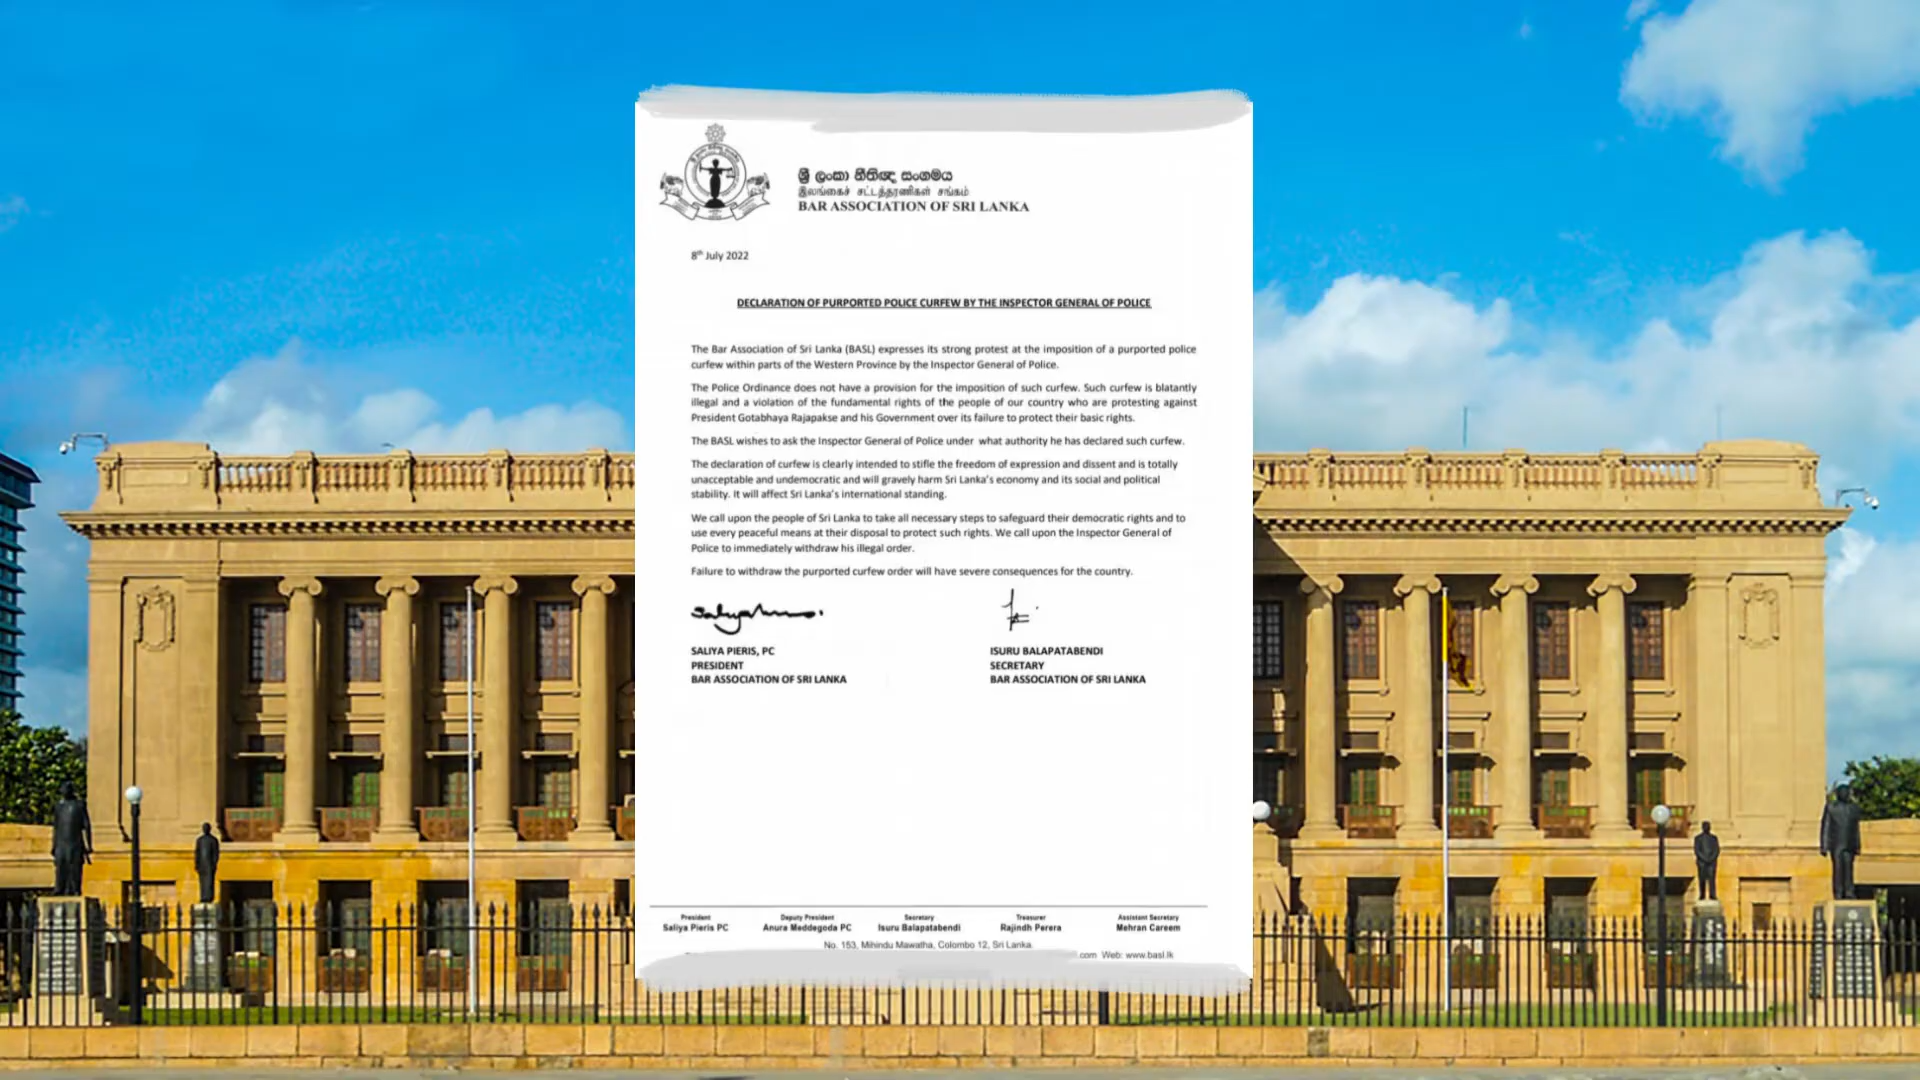 ශ්‍රී ලංකා නීතිඥ සංගමය
இலங்கைச் சட்டத்தரணிகள் சங்கம்
BAR ASSOCIATION OF SRI LANKA
8th July 2022
DECLARATION OF PURPORTED POLICE CURFEW BY THE INSPECTOR GENERAL OF POLICE
The Bar Association of Sri Lanka (BASL) expresses its strong protest at the imposition of a purported police
curfew within parts of the Western Province by the Inspector General of Police.
The Police Ordinance does not have a provision for the imposition of such curfew. Such curfew is blatantly
illegal and a violation of the fundamental rights of the people of our country who are protesting against
President Gotabhaya Rajapakse and his Government over its failure to protect their basic rights.
The BASL wishes to ask the Inspector General of Police under what authority he has declared such curfew.
The declaration of curfew is clearly intended to stifle the freedom of expression and dissent and is totally
unacceptable and undemocratic and will gravely harm Sri Lanka's economy and its social and political
stability. It will affect Sri Lanka's international standing.
We call upon the people of Sri Lanka to take all necessary steps to safeguard their democratic rights and to
use every peaceful means at their disposal to protect such rights. We call upon the Inspector General of
Police to immediately withdraw his illegal order.
Failure to withdraw the purported curfew order will have severe consequences for the country.
SALIYA PIERIS, PC ISURU BALAPATABENDI
PRESIDENT SECRETARY
BAR ASSOCIATION OF SRI LANKA BAR ASSOCIATION OF SRI LANKA
President Deputy President Secretary Treasurer Assistant Secretary
Saliya Pieris PC Anura Meddegoda PC Isuru Balapatabendi Rajindh Perera Mehran Careem
No. 153, Mihindu Mawatha, Colombo 12, Sri Lanka.
.com Web: www.basl.lk